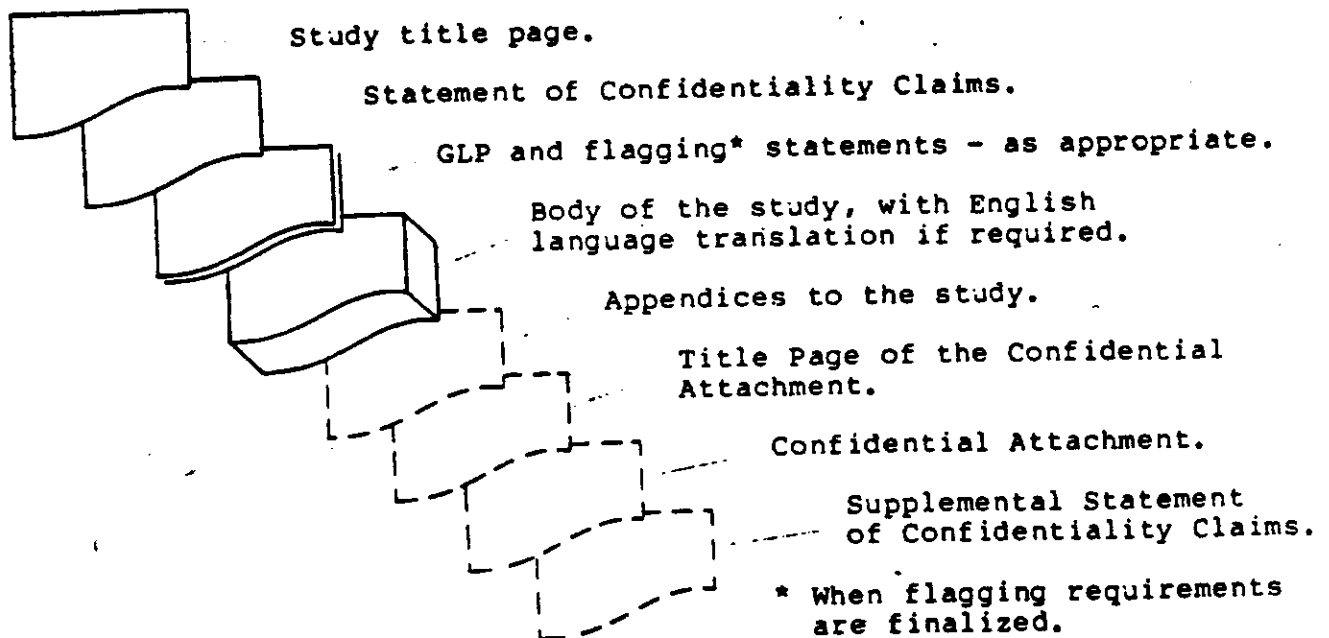 Study title page.
Statement of Confidentiality Claims.
GLP and flagging* statements - as appropriate.
Body of the study, with English
language translation if required.
Appendices to the study.
Title Page of the Confidential
Attachment.
Confidential Attachment.
Supplemental Statement
of Confidentiality Claims.
* When flagging requirements
are finalized.